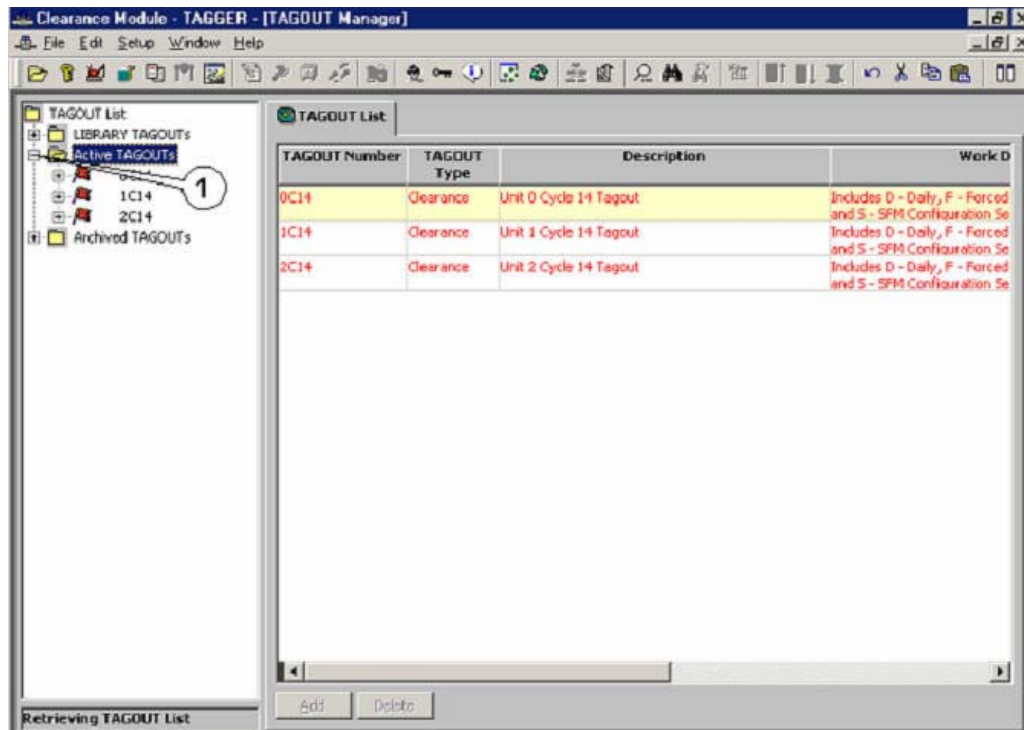 Clearance Module - TAGGER - [TAGOUT Manager]
File Edit Setup Window Help
TAGOUT List
LIBRARY TAGOUTs
Active TAGOUTs
1
1C14
2C14
Archived TAGOUTs
Retrieving TAGOUT List
TAGOUT List
TAGOUT Number TAGOUT Type Description Work D
0C14 Clearance Unit 0 Cycle 14 Tagout Includes D - Daily, F - Forced
and S - SFM Configuration Se
1C14 Clearance Unit 1 Cycle 14 Tagout Includes D - Daily, F - Forced
and S - SFM Configuration Se
2C14 Clearance Unit 2 Cycle 14 Tagout Includes D - Daily, F - Forced
and S - SFM Configuration Se
Add Delete